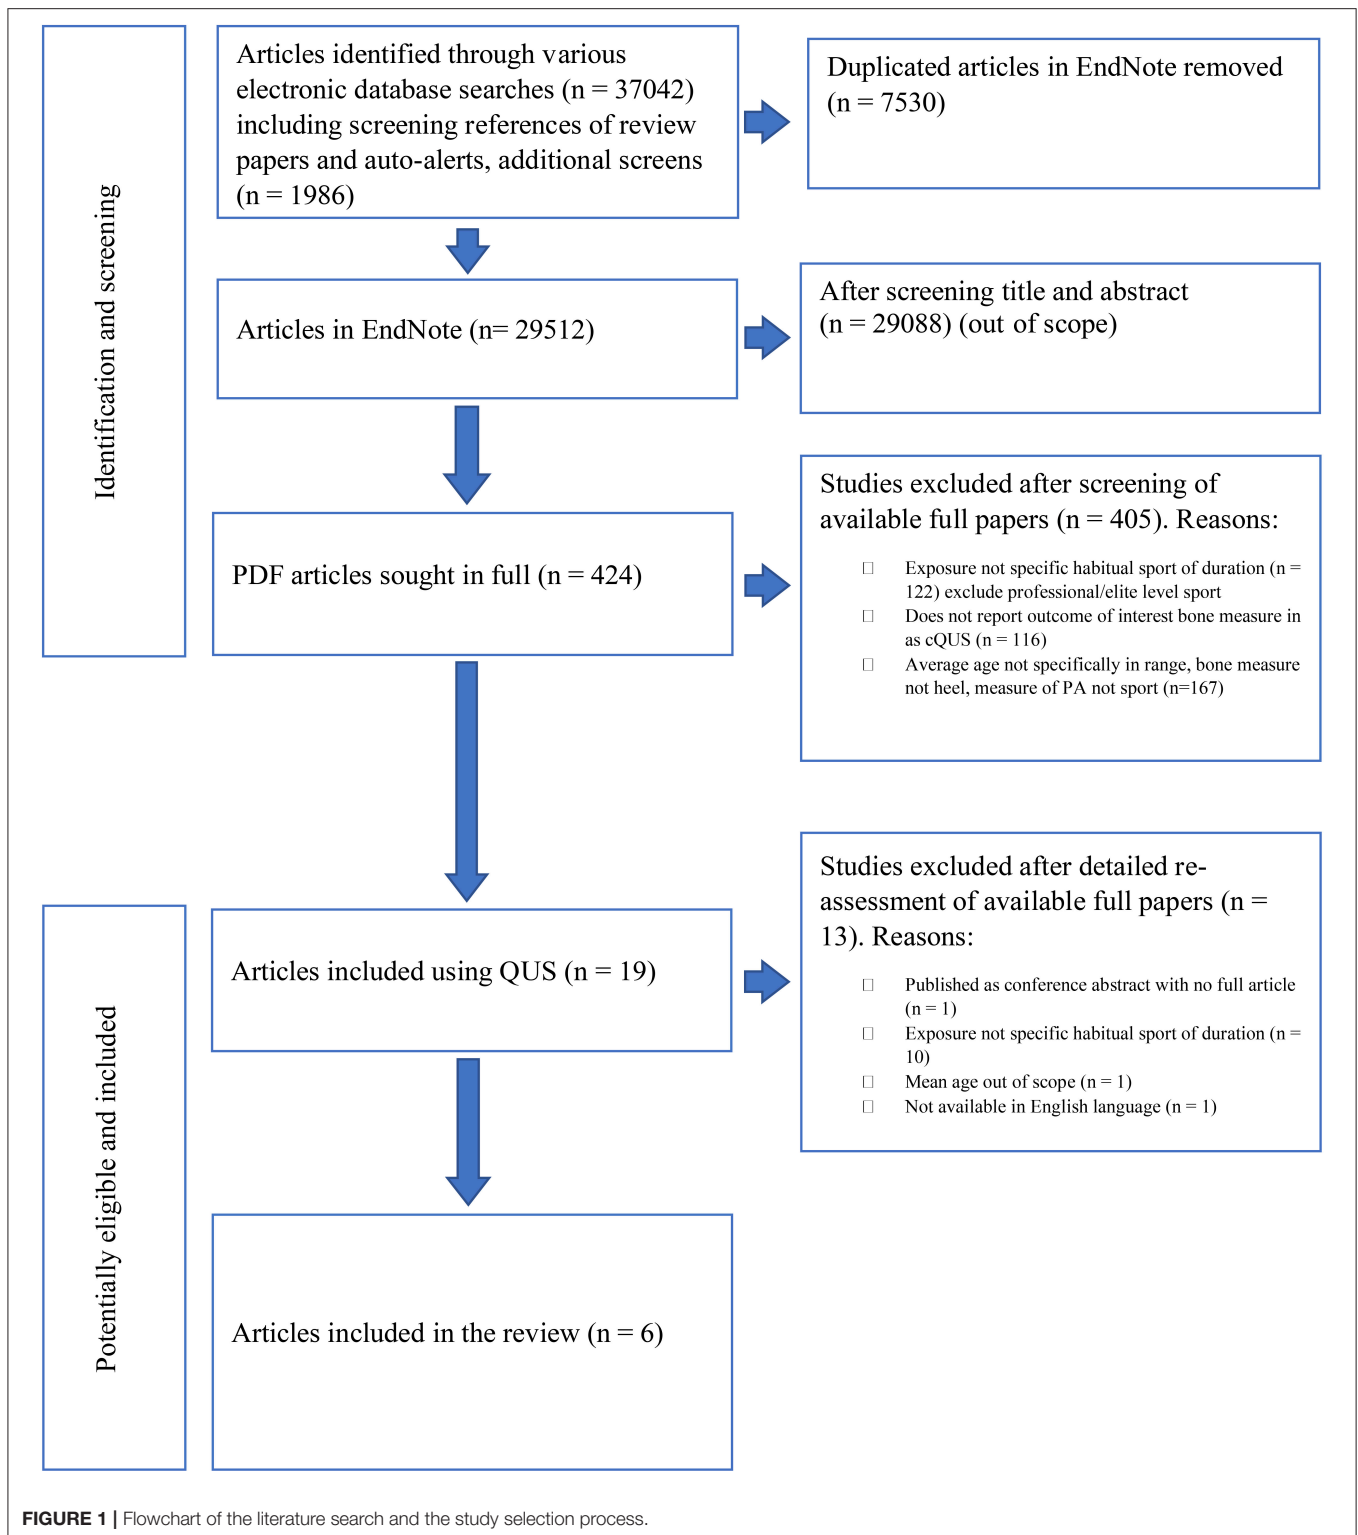 Identification and screening
Articles identified through various
electronic database searches (n = 37042)
including screening references of review
papers and auto-alerts, additional screens
(n = 1986)
Duplicated articles in EndNote removed
(n = 7530)
Articles in EndNote (n= 29512)
After screening title and abstract
(n = 29088) (out of scope)
PDF articles sought in full (n = 424)
Studies excluded after screening of
available full papers (n = 405). Reasons:
Exposure not specific habitual sport of duration (n =
122) exclude professional/elite level sport
Does not report outcome of interest bone measure in
as cQUS (n = 116)
Average age not specifically in range, bone measure
not heel, measure of PA not sport (n=167)
Potentially eligible and included
Articles included using QUS (n = 19)
Studies excluded after detailed re-
assessment of available full papers (n =
13). Reasons:
Published as conference abstract with no full article
(n = 1)
Exposure not specific habitual sport of duration (n =
10)
Mean age out of scope (n = 1)
Not available in English language (n = 1)
Articles included in the review (n = 6)
FIGURE 1 | Flowchart of the literature search and the study selection process.